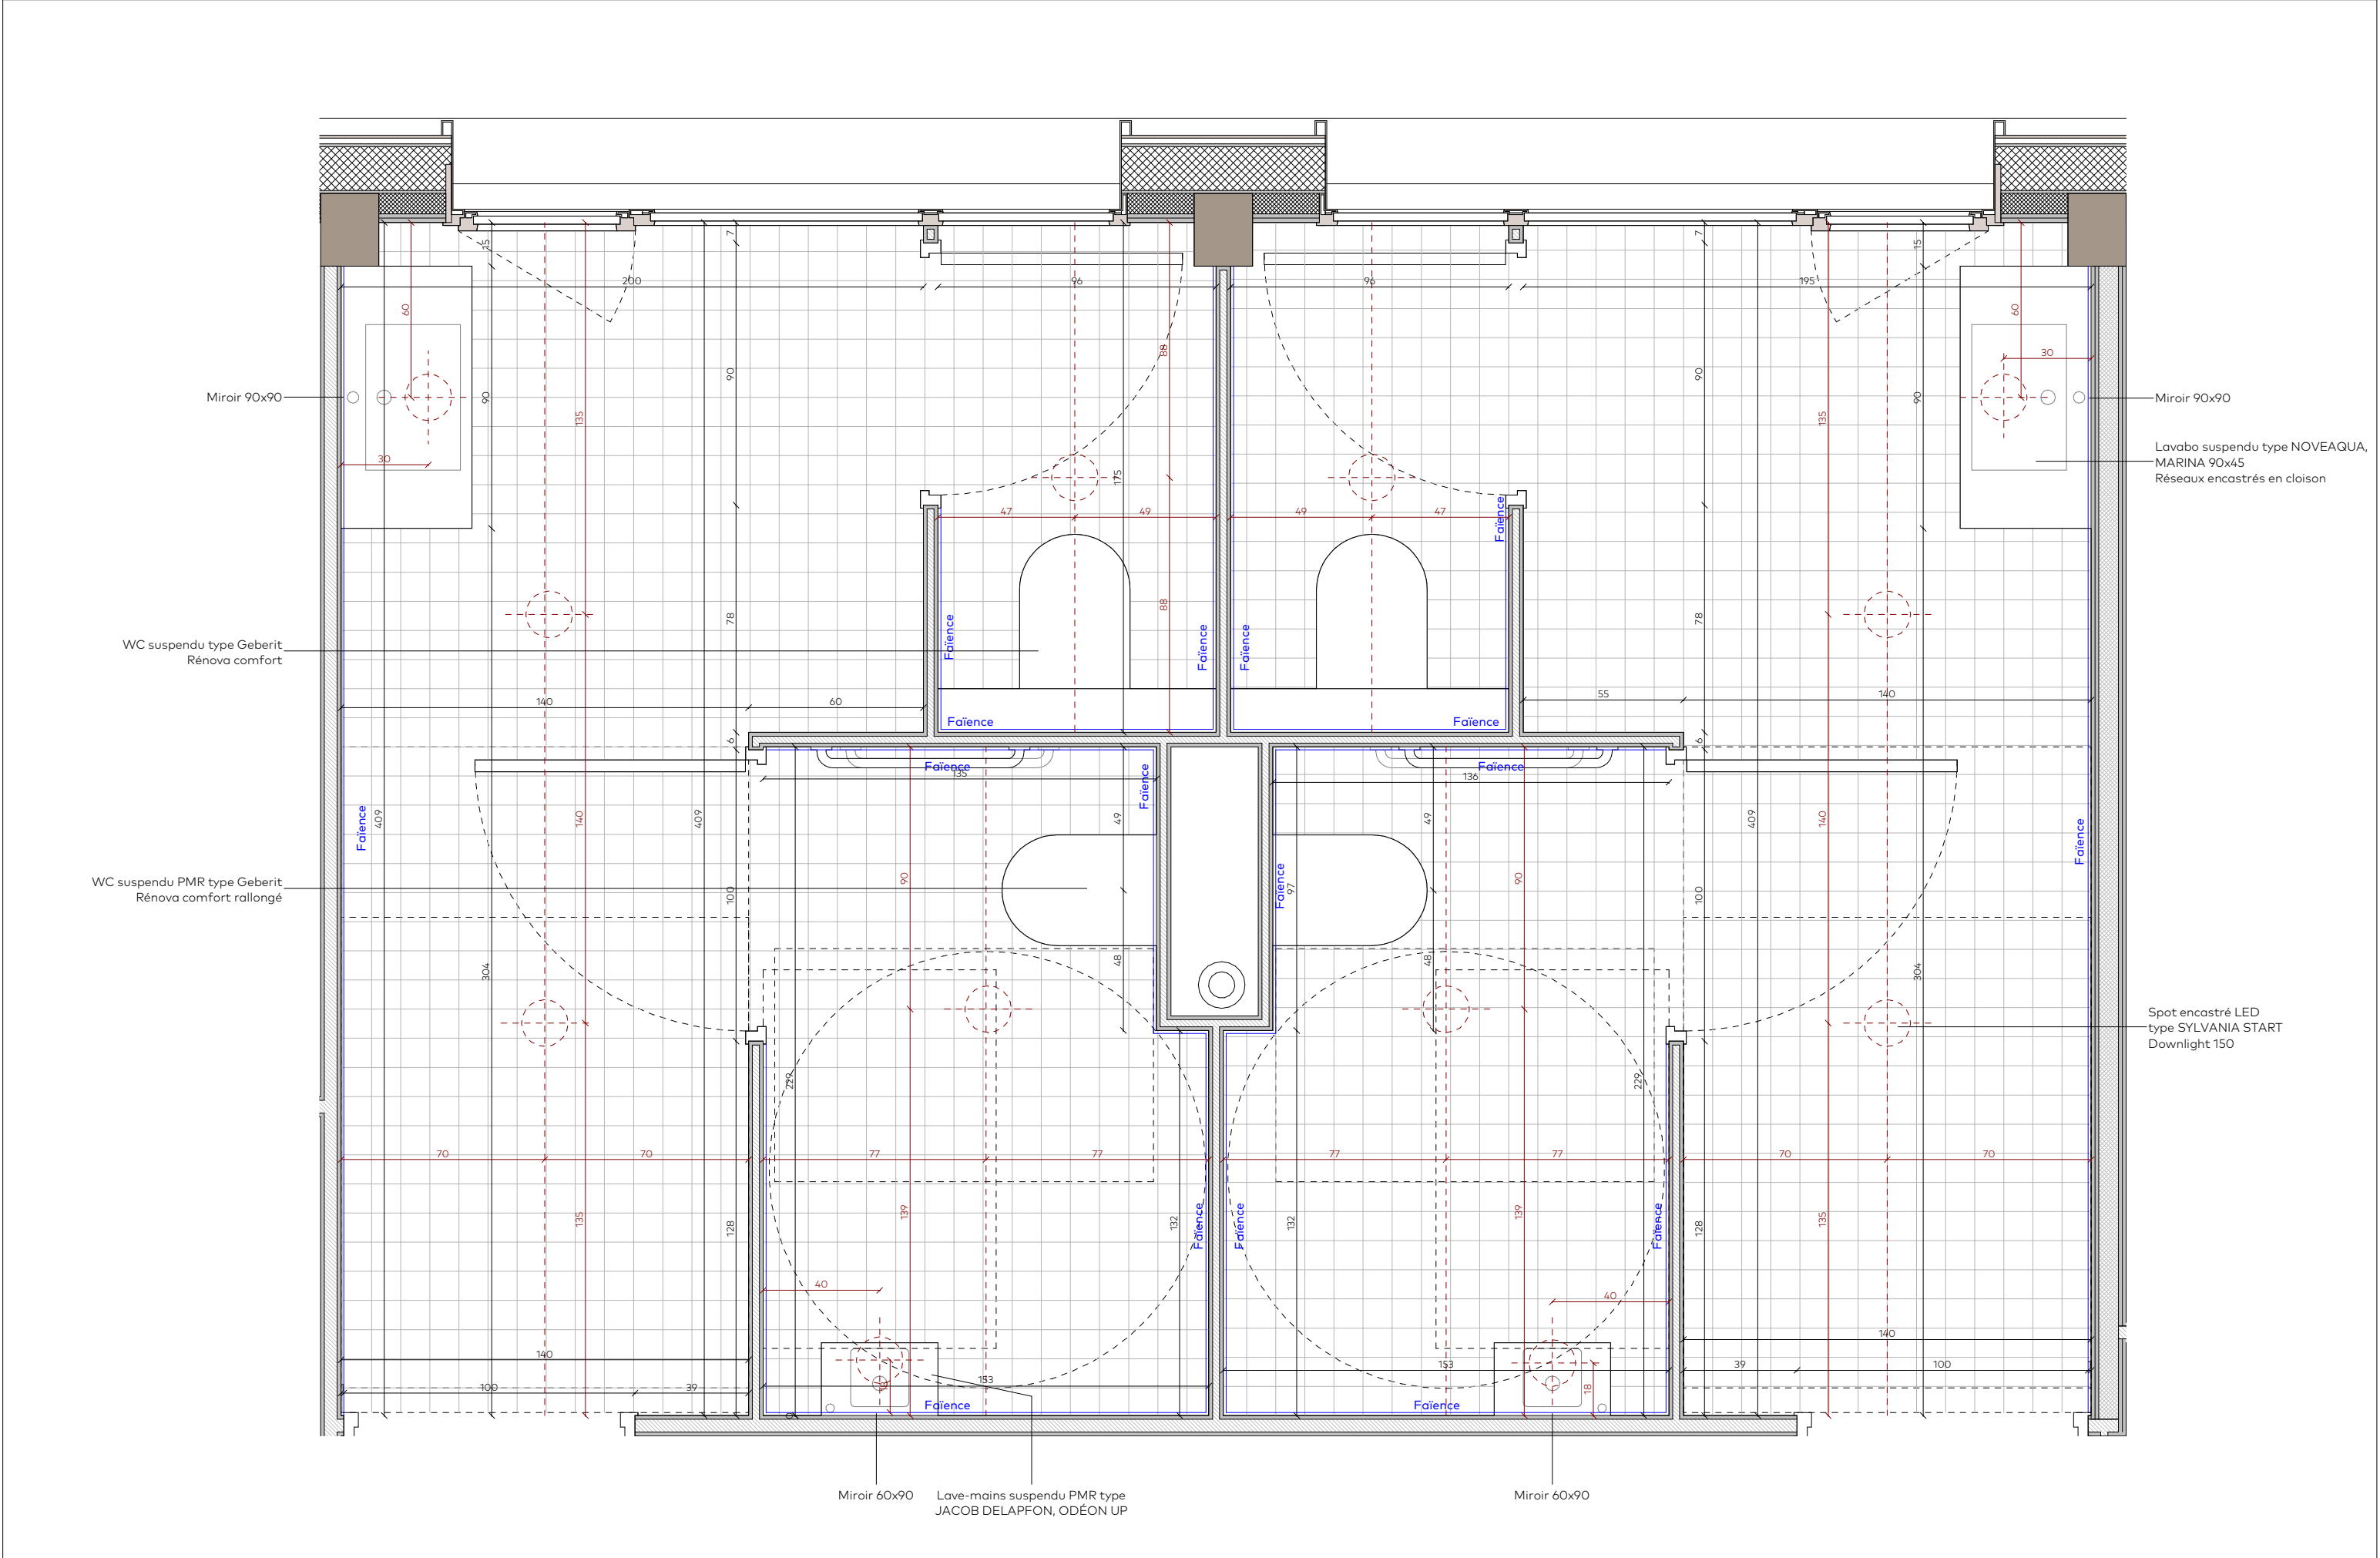 7
7
15
15
200
96
96
195
60
88
60
30
90
90
135
135
90
90
Miroir 90x90
Miroir 90x90
Lavabo suspendu type NOVEAQUA,
MARINA 90x45
Réseaux encastrés en cloison
30
175
47
49
49
47
Faïence
88
78
78
Faïence
Faïence
Faïence
WC suspendu type Geberit
Rénova comfort
140
60
55
140
Faïence
Faïence
6
6
Faïence
135
Faïence
136
Faïence
Faïence
409
140
409
49
49
409
140
Faïence
WC suspendu PMR type Geberit
Rénova comfort rallongé
100
90
Faïence
97
90
100
304
48
48
304
Spot encastré LED
type SYLVANIA START
Downlight 150
229
229
70
70
77
77
77
77
70
70
135
128
139
132
Faïence
Faïence
132
139
Faïence
128
135
40
40
140
140
100
39
153
153
39
100
18
Faïence
Faïence
Miroir 60x90
Lave-mains suspendu PMR type
JACOB DELAPFON, ODÉON UP
Miroir 60x90